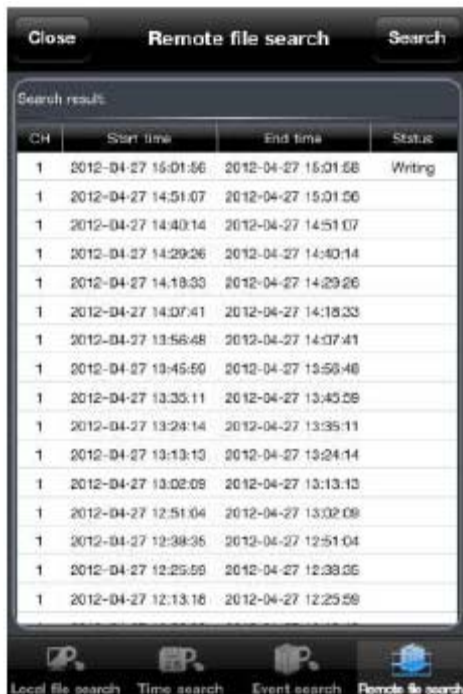 Close Remote file search Search
Search result:
CH Start time End time Status
1 2012-04-27 15:01:56 2012-04-27 15:01:58 Writing
1 2012-04-27 14:51:07 2012-04-27 15:01:56
1 2012-04-27 14:40:14 2012-04-27 14:51:07
1 2012-04-27 14:29:26 2012-04-27 14:40:14
1 2012-04-27 14:18:33 2012-04-27 14:29:26
1 2012-04-27 14:07:41 2012-04-27 14:18:33
1 2012-04-27 13:56:48 2012-04-27 14:07:41
1 2012-04-27 13:45:59 2012-04-27 13:56:48
1 2012-04-27 13:35:11 2012-04-27 13:45:59
1 2012-04-27 13:24:14 2012-04-27 13:35:11
1 2012-04-27 13:13:13 2012-04-27 13:24:14
1 2012-04-27 13:02:09 2012-04-27 13:13:13
1 2012-04-27 12:51:04 2012-04-27 13:02:09
1 2012-04-27 12:38:35 2012-04-27 12:51:04
1 2012-04-27 12:25:59 2012-04-27 12:38:35
1 2012-04-27 12:13:18 2012-04-27 12:25:59
Local file search Time search Event search Remote file search